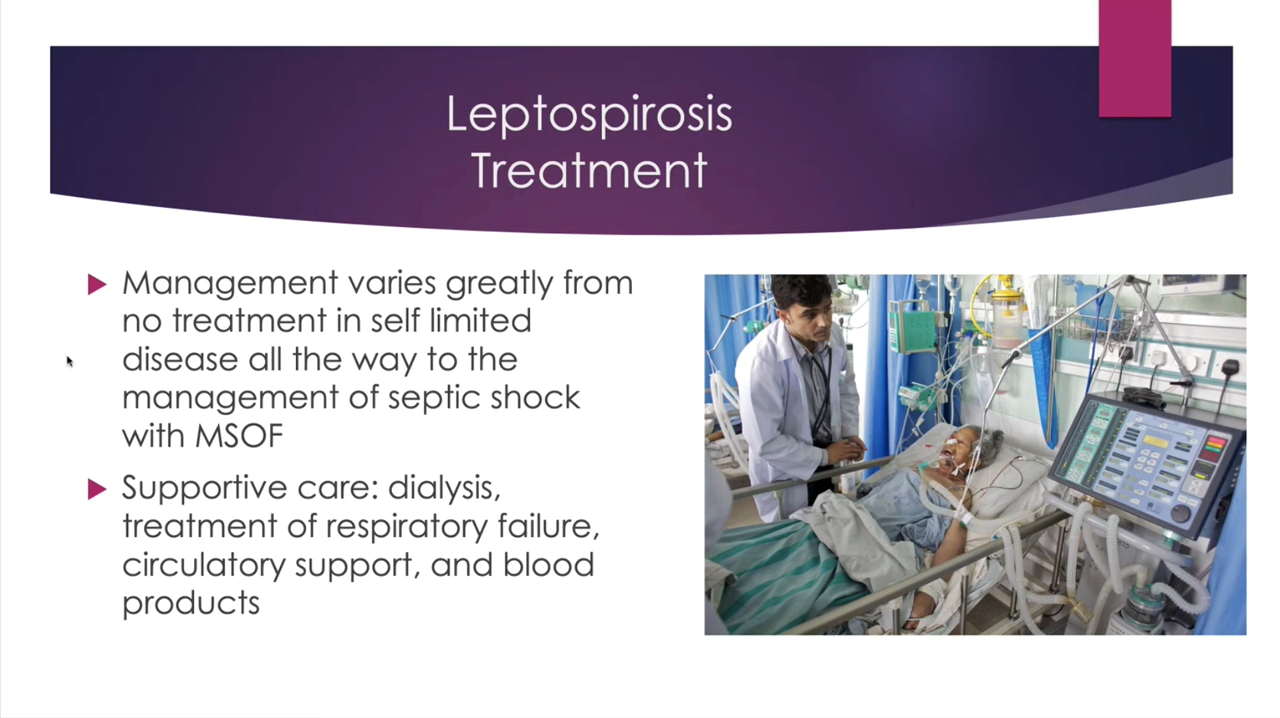 Leptospirosis
Treatment
Management varies greatly from
no treatment in self limited
disease all the way to the
management of septic shock
with MSOF
Supportive care: dialysis,
treatment of respiratory failure,
circulatory support, and blood
products